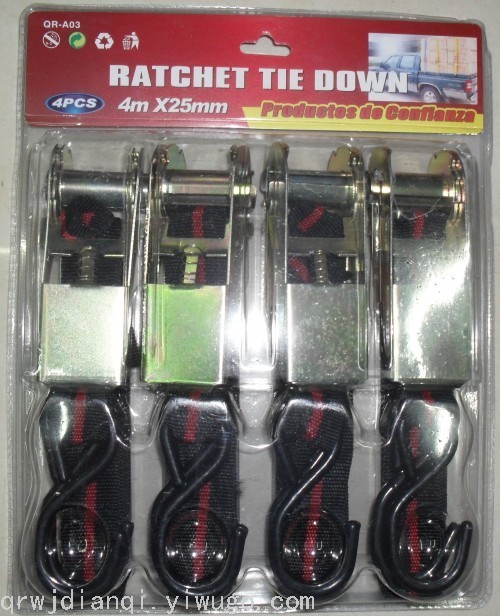 QR-A03
RATCHET TIE DOWN
4PCS
4m X25mm
Productos de Confianza
qrwjdianqi.yiwugo.com